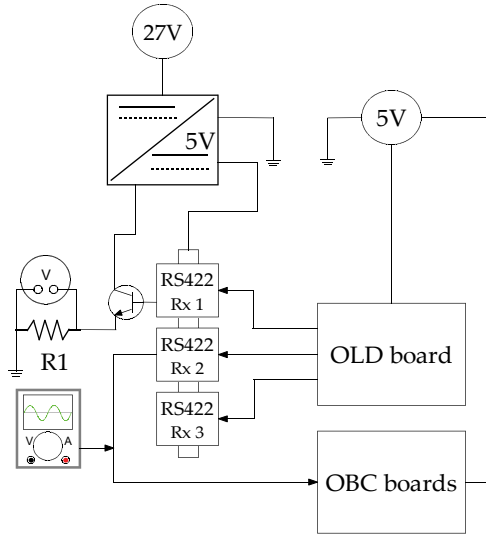 27V
5V
5V
V
RS422
Rx 1
R1
RS422
Rx 2
OLD board
V A
RS422
Rx 3
OBC boards